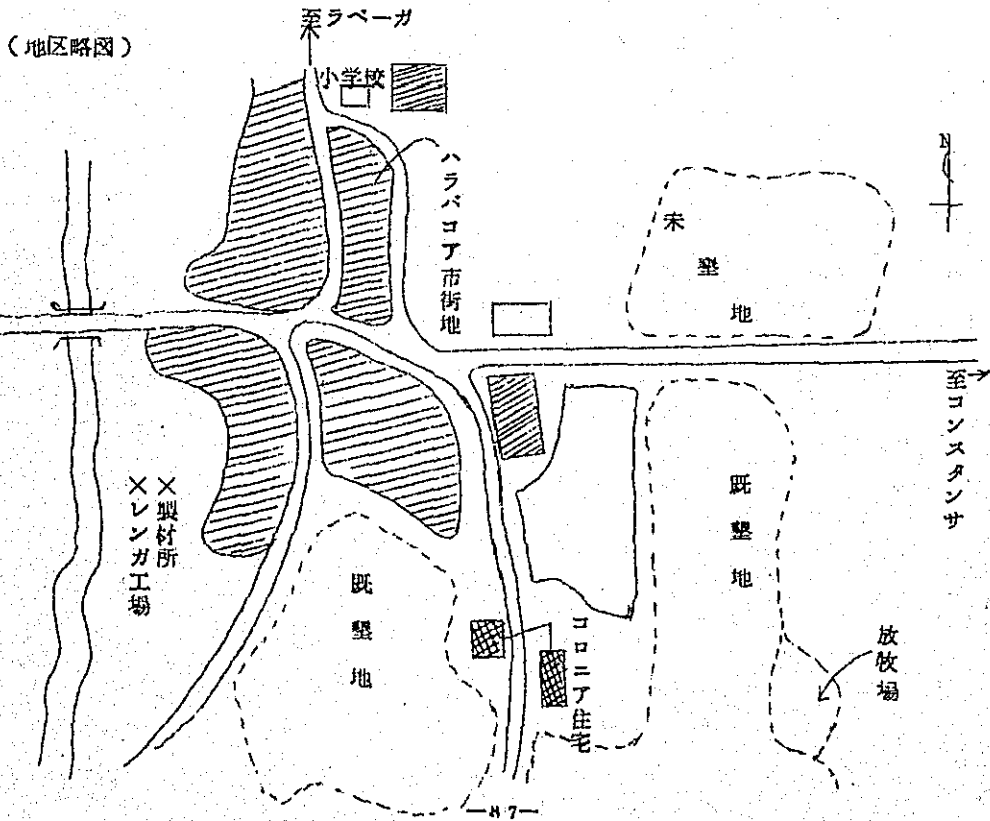 (地区略図)
至ラベーガ
小学校
ハラバコア市街地
N
未墾地
至コンスタンサ
×製材所
×レンガ工場
既墾地
既墾地
コロニア住宅
放牧場
—87—